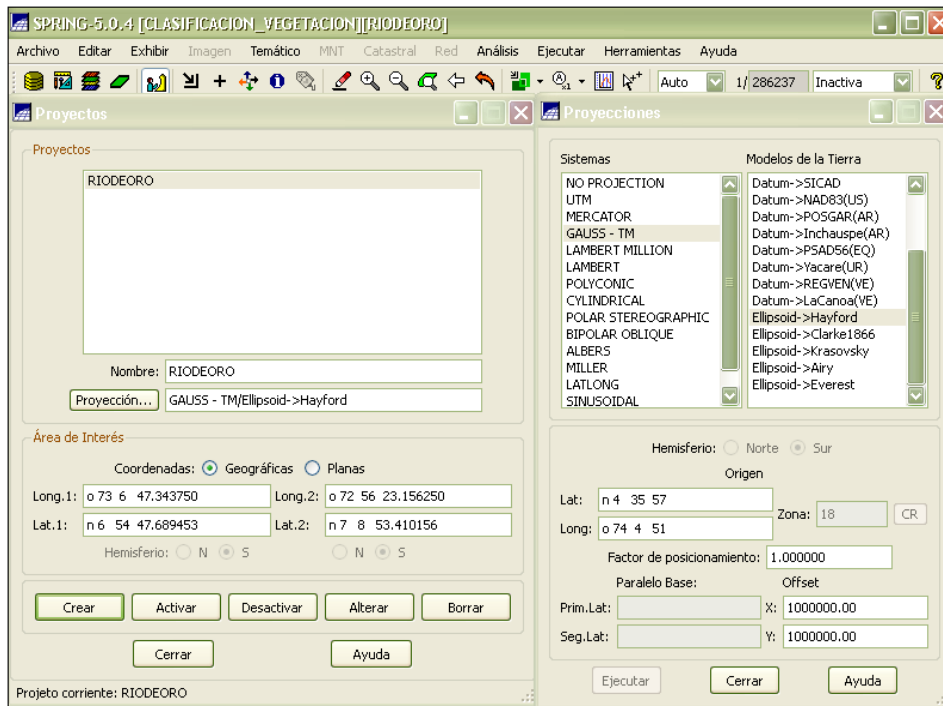 SPRING-5.0.4 [CLASIFICACION_VEGETACION][RIODEORO]
Archivo Editar Exhibir Imagen Temático MNT Catastral Red Análisis Ejecutar Herramientas Ayuda
Auto 1/ 286237 Inactiva
Proyectos
Proyectos
RIODEORO
Nombre: RIODEORO
Proyección... GAUSS - TM/Ellipsoid->Hayford
Área de Interés
Coordenadas: Geográficas Planas
Long.1: o 73 6 47.343750 Long.2: o 72 56 23.156250
Lat.1: n 6 54 47.689453 Lat.2: n 7 8 53.410156
Hemisferio: N S N S
Crear Activar Desactivar Alterar Borrar
Cerrar Ayuda
Projeto corriente: RIODEORO
Proyecciones
Sistemas
NO PROJECTION
UTM
MERCATOR
GAUSS - TM
LAMBERT MILLION
LAMBERT
POLYCONIC
CYLINDRICAL
POLAR STEREOGRAPHIC
BIPOLAR OBLIQUE
ALBERS
MILLER
LATLONG
SINUSOIDAL
Modelos de la Tierra
Datum->SICAD
Datum->NAD83(US)
Datum->POSGAR(AR)
Datum->Inchauspe(AR)
Datum->PSAD56(EQ)
Datum->Yacare(UR)
Datum->REGVEN(VE)
Datum->LaCanoa(VE)
Ellipsoid->Hayford
Ellipsoid->Clarke1866
Ellipsoid->Krasovsky
Ellipsoid->Airy
Ellipsoid->Everest
Hemisferio: Norte Sur
Origen
Lat: n 4 35 57
Long: o 74 4 51
Zona: 18 CR
Factor de posicionamiento: 1.000000
Paralelo Base: Offset
Prim.Lat: X: 1000000.00
Seg.Lat: Y: 1000000.00
Ejecutar Cerrar Ayuda